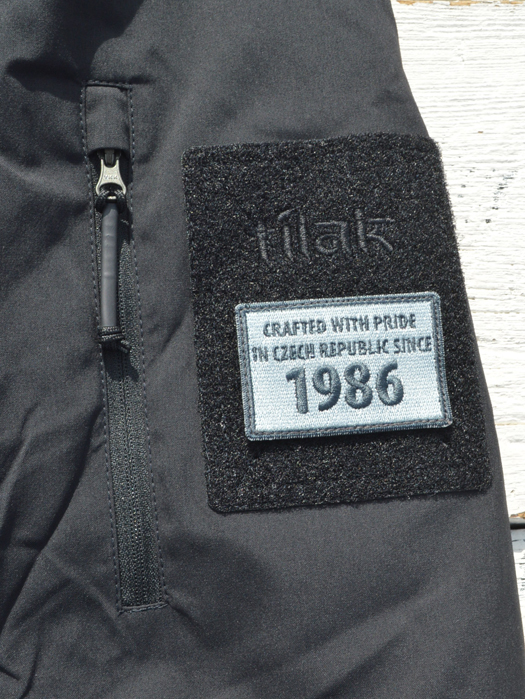 tilak
CRAFTED WITH PRIDE
IN CZECH REPUBLIC SINCE
1986